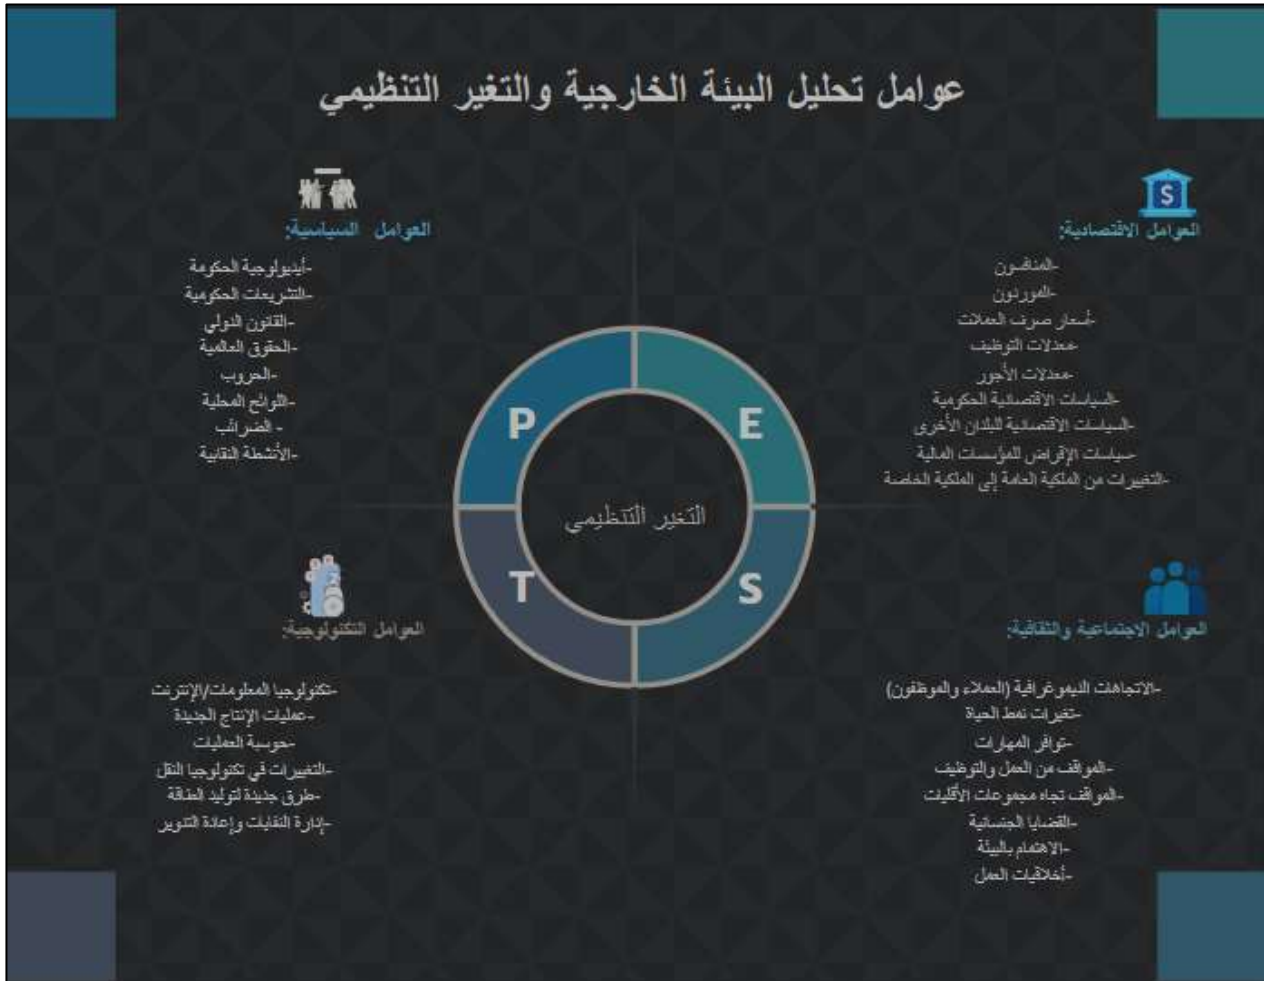 عوامل تحليل البيئة الخارجية والتغير التنظيمي
العوامل الاقتصادية:
-المنافسون
-الموردون
-أسعار صرف العملات
-معدلات التوظيف
-معدلات الأجور
-السياسات الاقتصادية الحكومية
-السياسات الاقتصادية للبلدان الأخرى
-سياسات الإقراض للمؤسسات المالية
-التغييرات من الملكية العامة إلى الملكية الخاصة
العوامل السياسية:
-أيديولوجية الحكومة
-التشريعات الحكومية
-القانون الدولي
-الحقوق العالمية
-الحروب
-اللوائح المحلية
- الضرائب
-الأنشطة النقابية
P
E
التغير التنظيمي
T
S
العوامل الاجتماعية والثقافية:
-الاتجاهات الديموغرافية (العملاء والموظفون)
-تغيرات نمط الحياة
-توافر المهارات
-المواقف من العمل والتوظيف
-المواقف تجاه مجموعات الأقليات
-القضايا الجنسانية
-الاهتمام بالبيئة
-أخلاقيات العمل
العوامل التكنولوجية:
-تكنولوجيا المعلومات/الإنترنت
-عمليات الإنتاج الجديدة
-حوسبة العمليات
-التغييرات في تكنولوجيا النقل
-طرق جديدة لتوليد الطاقة
-إدارة النفايات وإعادة التدوير